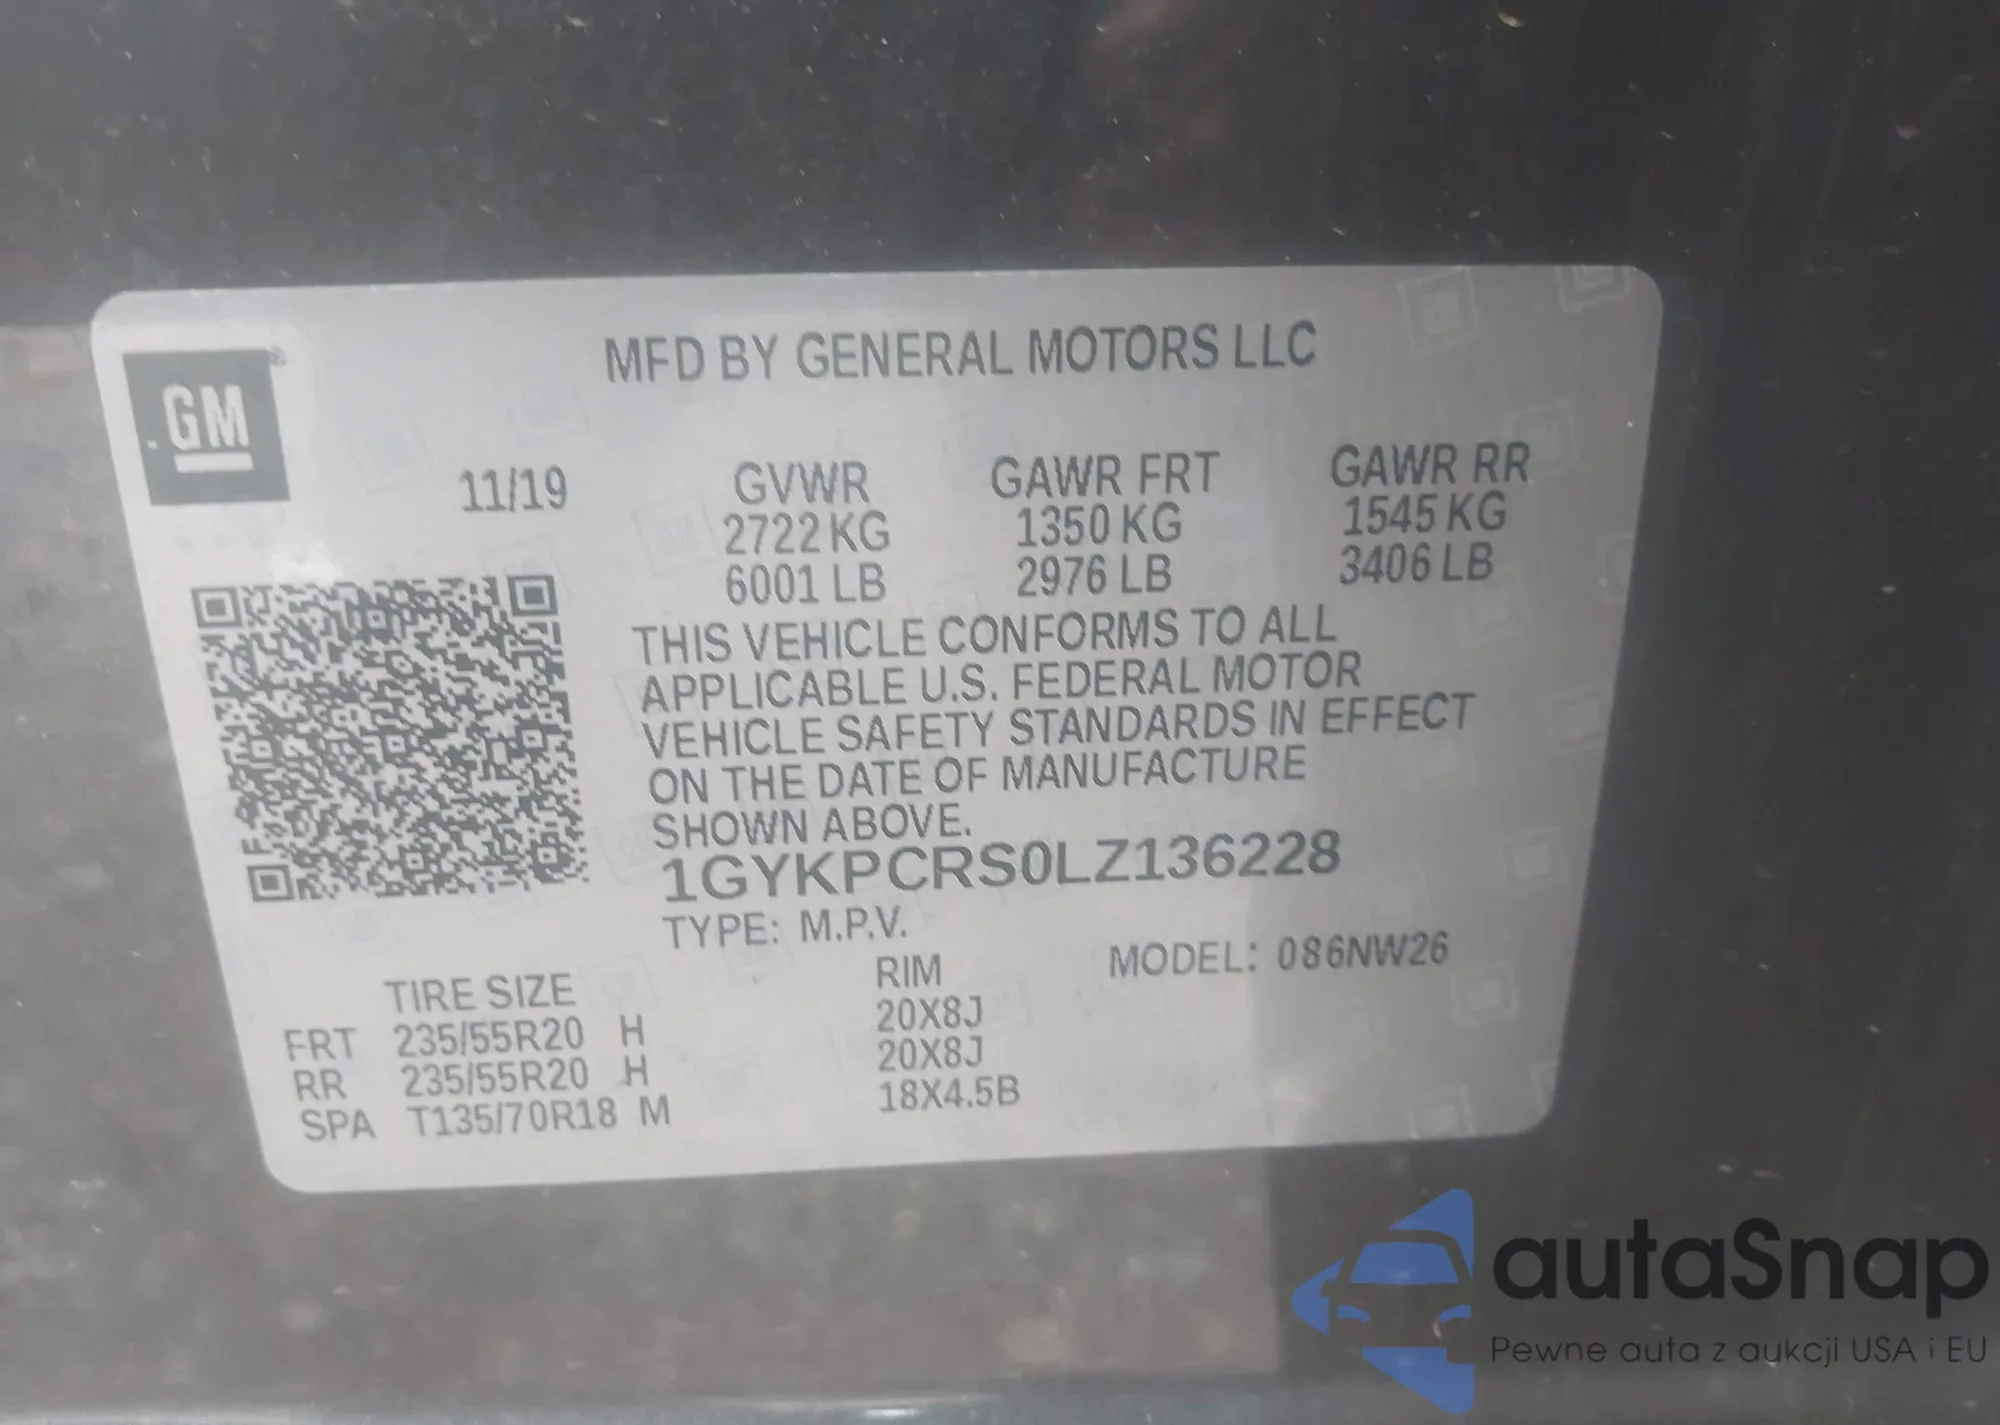 MFD BY GENERAL MOTORS LLC
GM
®
11/19
GVWR GAWR FRT GAWR RR
2722 KG 1350 KG 1545 KG
6001 LB 2976 LB 3406 LB
THIS VEHICLE CONFORMS TO ALL
APPLICABLE U.S. FEDERAL MOTOR
VEHICLE SAFETY STANDARDS IN EFFECT
ON THE DATE OF MANUFACTURE
SHOWN ABOVE.
1GYKPCRS0LZ136228
TYPE: M.P.V.
MODEL: 086NW26
TIRE SIZE RIM
FRT 235/55R20 H 20X8J
RR 235/55R20 H 20X8J
SPA T135/70R18 M 18X4.5B
autaSnap
Pewne auta z aukcji USA i EU